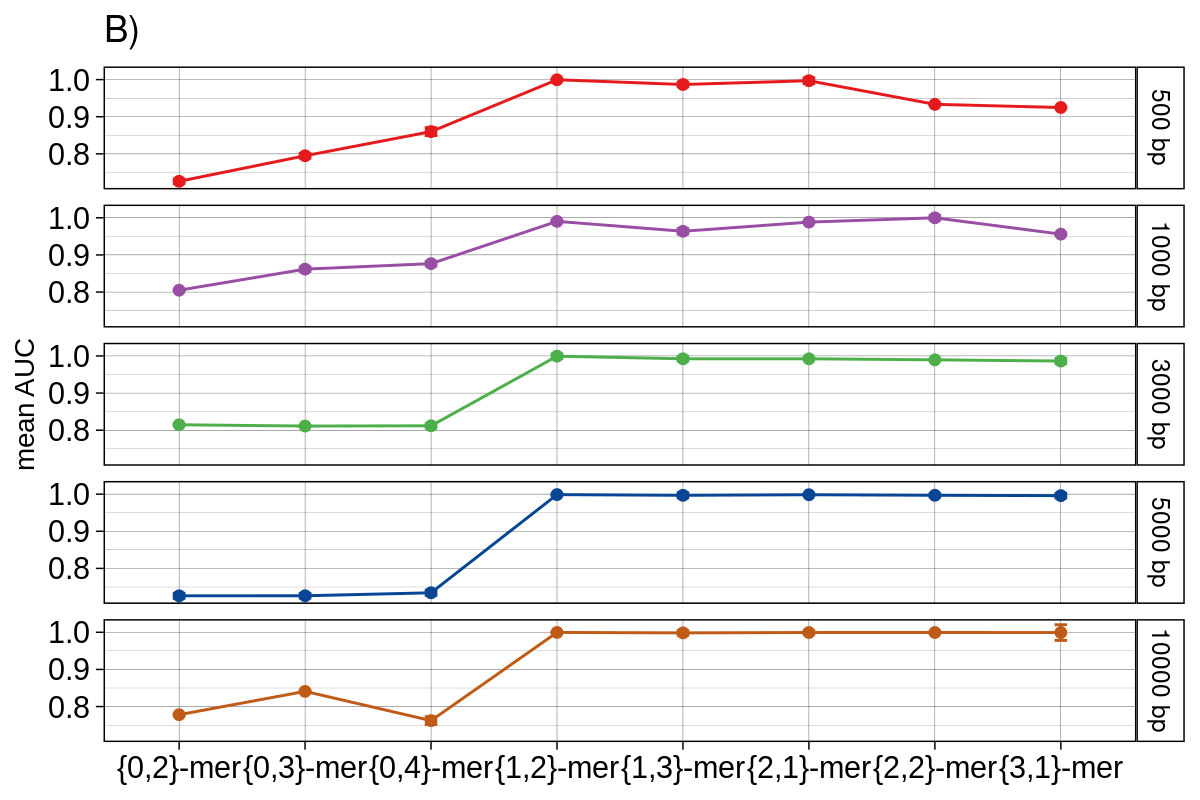 B)
mean AUC
1.0
0.9
0.8
500 bp
1.0
0.9
0.8
1000 bp
1.0
0.9
0.8
3000 bp
1.0
0.9
0.8
5000 bp
1.0
0.9
0.8
10000 bp
{0,2}-mer {0,3}-mer {0,4}-mer {1,2}-mer {1,3}-mer {2,1}-mer {2,2}-mer {3,1}-mer